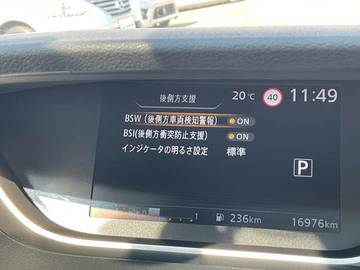 後側方支援 20℃ 40 11:49
BSW (後側方車両検知警報) ON
BSI(後側方衝突防止支援) ON
インジケータの明るさ設定 標準
P
1 236km 16976km